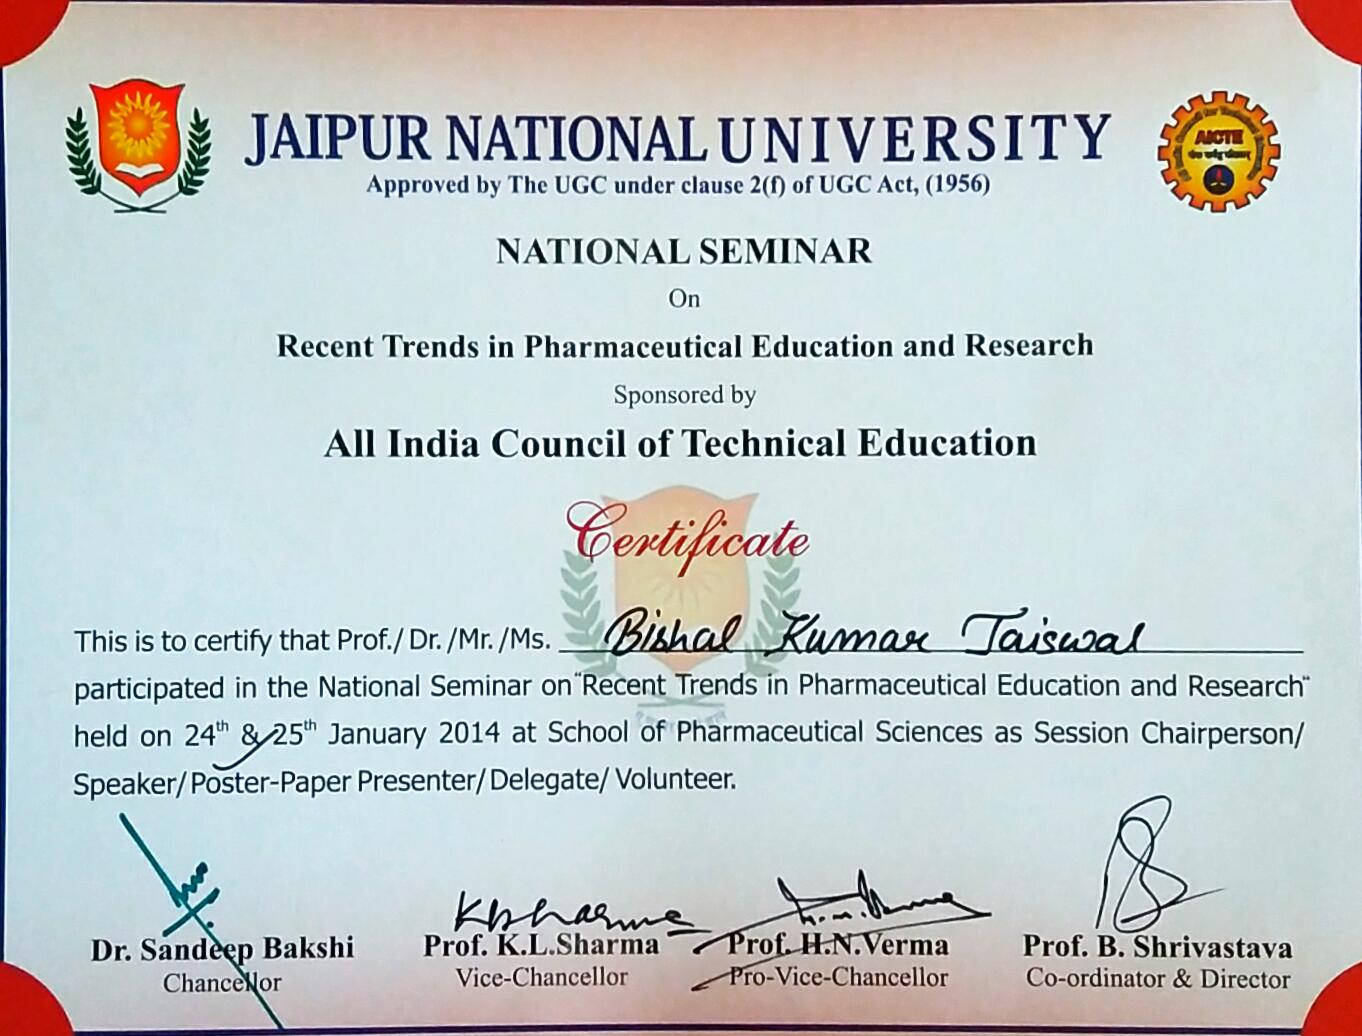 JAIPUR NATIONAL UNIVERSITY
Approved by The UGC under clause 2(f) of UGC Act, (1956)
AICTE
NATIONAL SEMINAR
On
Recent Trends in Pharmaceutical Education and Research
Sponsored by
All India Council of Technical Education
Certificate
This is to certify that Prof./ Dr. /Mr. /Ms. Bishal Kumar Jaiswal
participated in the National Seminar on "Recent Trends in Pharmaceutical Education and Research"
held on 24th & 25th January 2014 at School of Pharmaceutical Sciences as Session Chairperson/
Speaker/ Poster-Paper Presenter/ Delegate/ Volunteer.
Dr. Sandeep Bakshi Prof. K.L.Sharma Prof. H.N.Verma Prof. B. Shrivastava
Chancellor Vice-Chancellor Pro-Vice-Chancellor Co-ordinator & Director